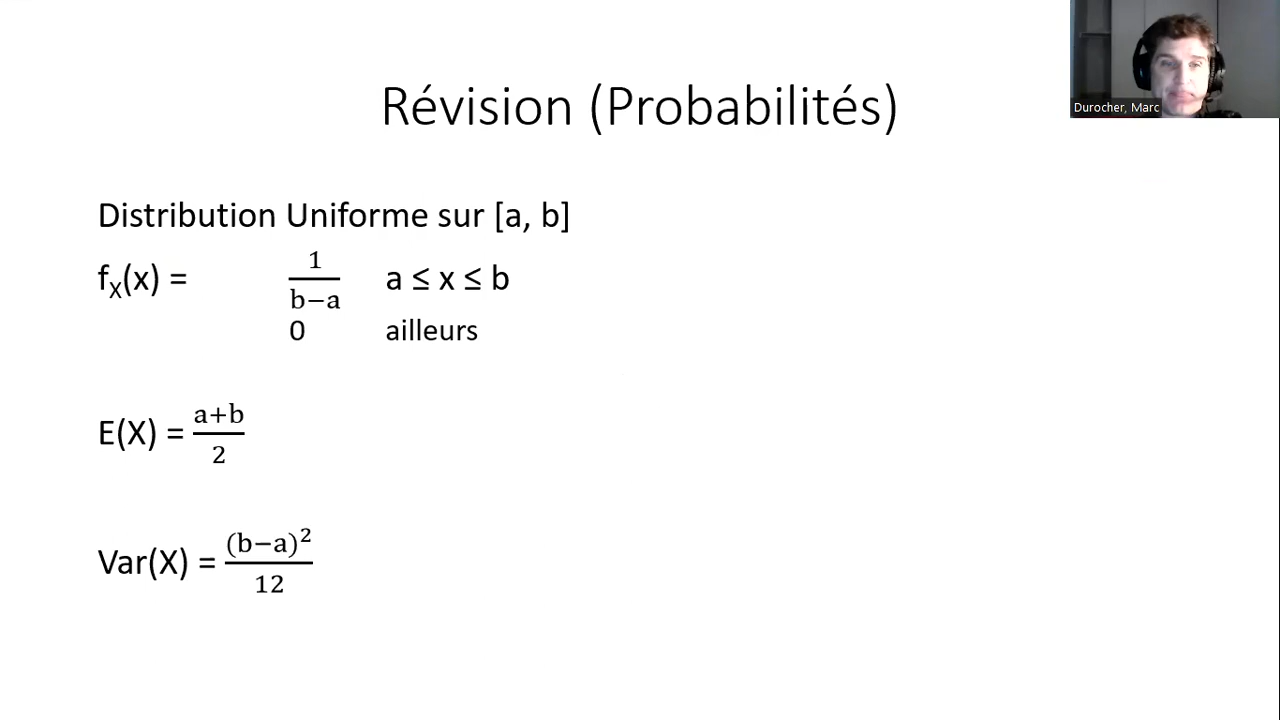 Révision (Probabilités)
Durocher, Marc
Distribution Uniforme sur [a, b]
fₓ(x) = 1/(b−a) a ≤ x ≤ b
0 ailleurs
E(X) = (a+b)/2
Var(X) = (b−a)²/12